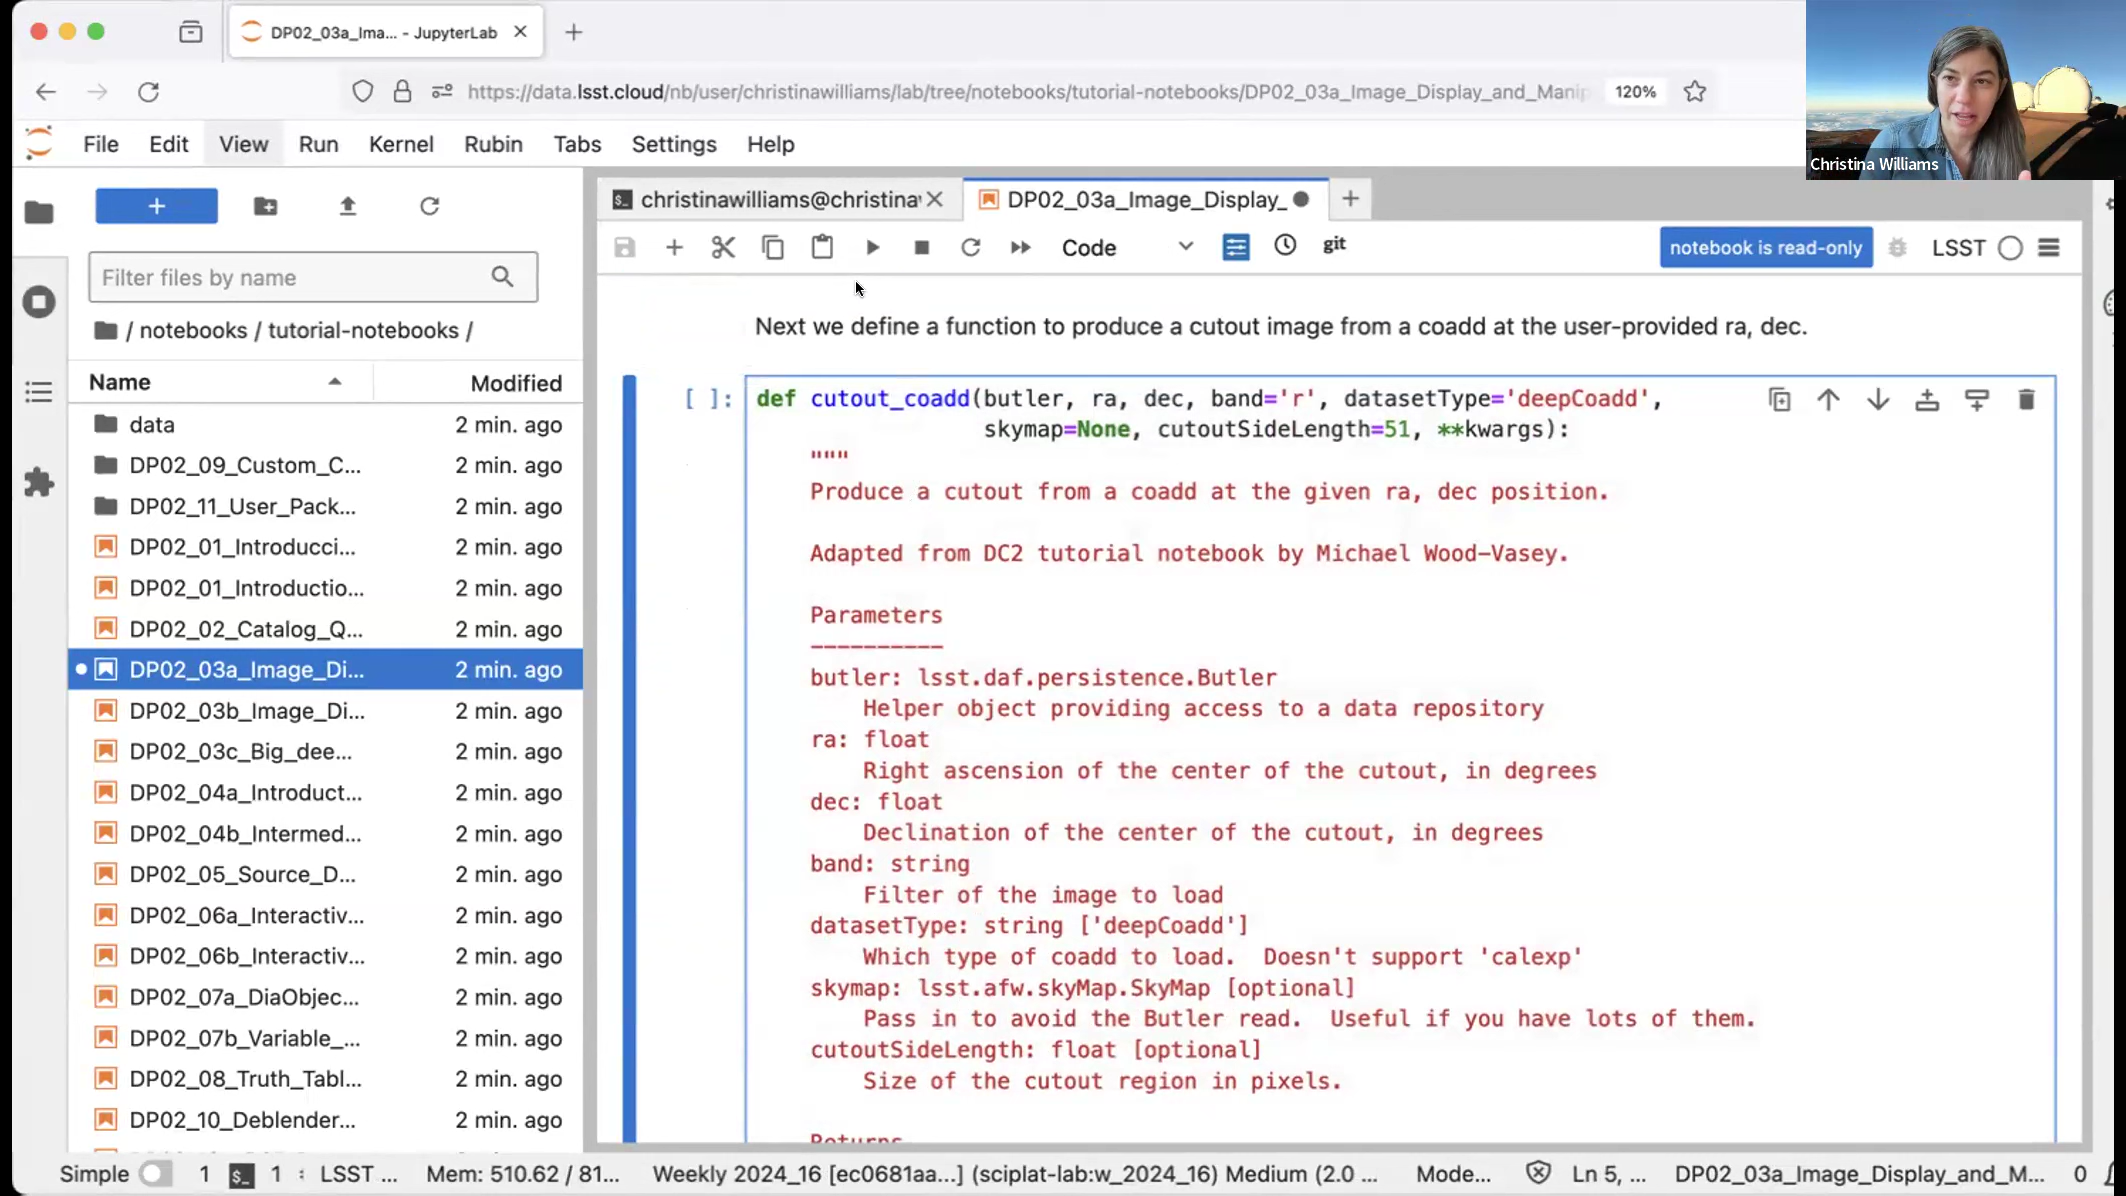 DP02_03a_Ima... - JupyterLab
https://data.lsst.cloud/nb/user/christinawilliams/lab/tree/notebooks/tutorial-notebooks/DP02_03a_Image_Display_and_Manip
120%
Christina Williams
File Edit View Run Kernel Rubin Tabs Settings Help
christinawilliams@christina
DP02_03a_Image_Display_
Code
git
notebook is read-only
LSST
Filter files by name
/ notebooks / tutorial-notebooks /
Name Modified
data 2 min. ago
DP02_09_Custom_C... 2 min. ago
DP02_11_User_Pack... 2 min. ago
DP02_01_Introducci... 2 min. ago
DP02_01_Introductio... 2 min. ago
DP02_02_Catalog_Q... 2 min. ago
DP02_03a_Image_Di... 2 min. ago
DP02_03b_Image_Di... 2 min. ago
DP02_03c_Big_dee... 2 min. ago
DP02_04a_Introduct... 2 min. ago
DP02_04b_Intermed... 2 min. ago
DP02_05_Source_D... 2 min. ago
DP02_06a_Interactiv... 2 min. ago
DP02_06b_Interactiv... 2 min. ago
DP02_07a_DiaObjec... 2 min. ago
DP02_07b_Variable_... 2 min. ago
DP02_08_Truth_Tabl... 2 min. ago
DP02_10_Deblender... 2 min. ago
Next we define a function to produce a cutout image from a coadd at the user-provided ra, dec.
[ ]: def cutout_coadd(butler, ra, dec, band='r', datasetType='deepCoadd',
skymap=None, cutoutSideLength=51, **kwargs):
"""
Produce a cutout from a coadd at the given ra, dec position.
Adapted from DC2 tutorial notebook by Michael Wood-Vasey.
Parameters
----------
butler: lsst.daf.persistence.Butler
Helper object providing access to a data repository
ra: float
Right ascension of the center of the cutout, in degrees
dec: float
Declination of the center of the cutout, in degrees
band: string
Filter of the image to load
datasetType: string ['deepCoadd']
Which type of coadd to load.  Doesn't support 'calexp'
skymap: lsst.afw.skyMap.SkyMap [optional]
Pass in to avoid the Butler read.  Useful if you have lots of them.
cutoutSideLength: float [optional]
Size of the cutout region in pixels.
Returns
Simple 1 1 LSST ... Mem: 510.62 / 81... Weekly 2024_16 [ec0681aa...] (sciplat-lab:w_2024_16) Medium (2.0 ... Mode... Ln 5, ... DP02_03a_Image_Display_and_M... 0